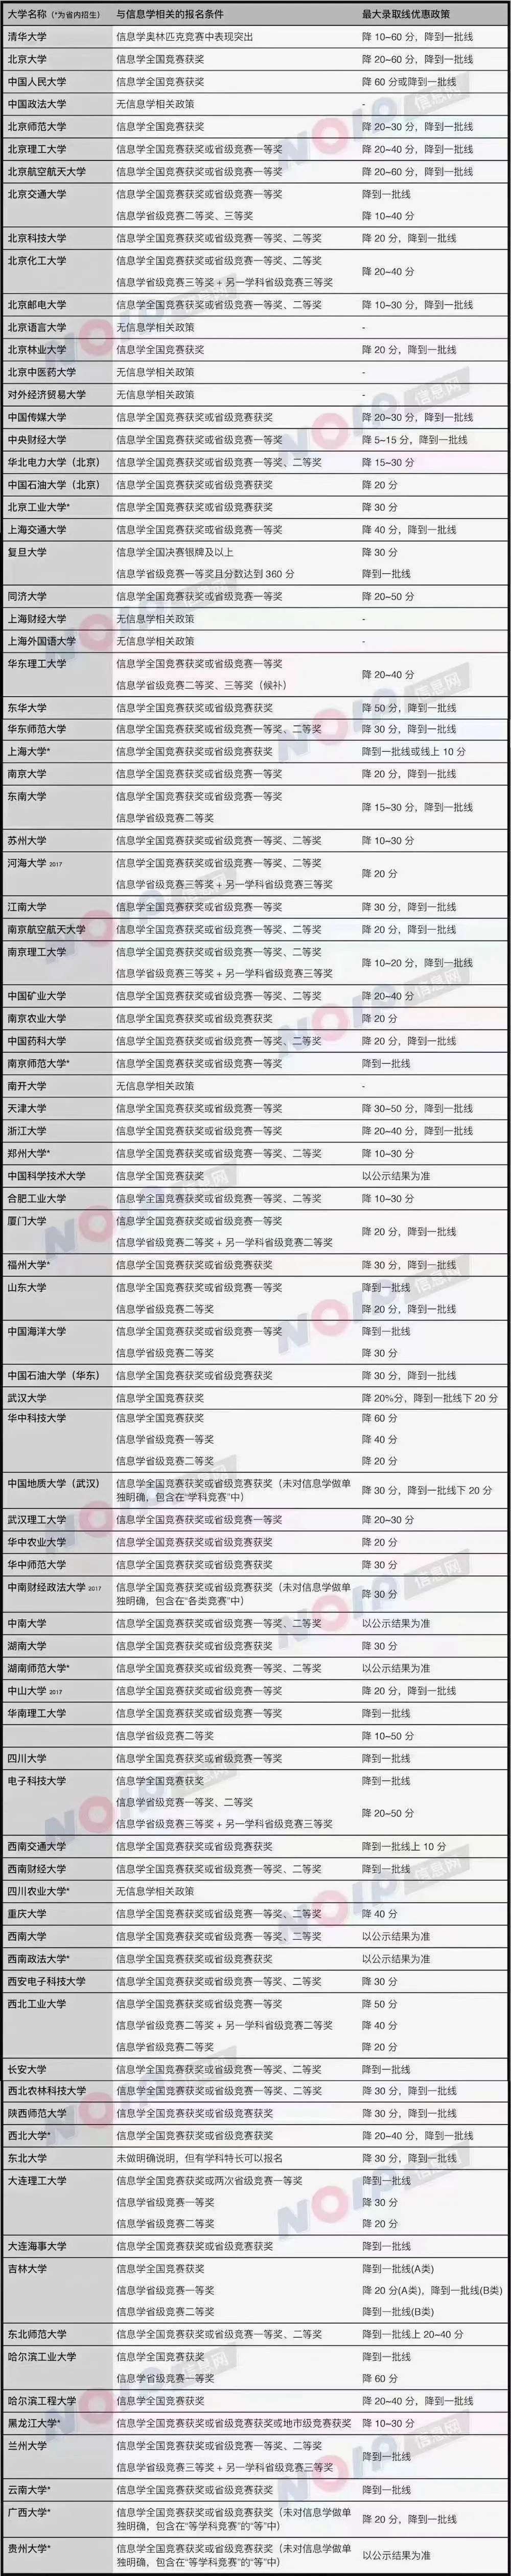 大学名称（*为省内招生） 与信息学相关的报名条件 最大录取线优惠政策
清华大学 信息学奥林匹克竞赛中表现突出 降 10~60 分，降到一批线
北京大学 信息学全国竞赛获奖 降 20~60 分，降到一批线
中国人民大学 信息学全国竞赛获奖 降 60 分或降到一批线
中国政法大学 无信息学相关政策 -
北京师范大学 信息学全国竞赛获奖 降 20~30 分，降到一批线
北京理工大学 信息学全国竞赛获奖或省级竞赛一等奖 降 20~40 分，降到一批线
北京航空航天大学 信息学全国竞赛获奖或省级竞赛一等奖 降 20~60 分，降到一批线
北京交通大学 信息学全国竞赛获奖或省级竞赛一等奖 降到一批线
信息学省级竞赛二等奖、三等奖 降 10~40 分
北京科技大学 信息学全国竞赛获奖或省级竞赛一等奖、二等奖 降 20 分，降到一批线
北京化工大学 信息学全国竞赛获奖或省级竞赛一等奖、二等奖
降 20~40 分
信息学省级竞赛三等奖 + 另一学科省级竞赛三等奖
北京邮电大学 信息学全国竞赛获奖或省级竞赛一等奖、二等奖 降 10~30 分，降到一批线
北京语言大学 无信息学相关政策 -
北京林业大学 信息学全国竞赛获奖 降 20 分，降到一批线
北京中医药大学 无信息学相关政策 -
对外经济贸易大学 无信息学相关政策 -
中国传媒大学 信息学全国竞赛获奖或省级竞赛获奖 降 20~30 分，降到一批线
中央财经大学 信息学全国竞赛获奖或省级竞赛一等奖 降 5~15 分，降到一批线
华北电力大学（北京） 信息学全国竞赛获奖或省级竞赛一等奖、二等奖 降 15~30 分
中国石油大学（北京） 信息学全国竞赛获奖或省级竞赛获奖 降 20 分
北京工业大学* 信息学全国竞赛获奖或省级竞赛获奖 降 30 分
上海交通大学 信息学全国竞赛获奖或省级竞赛一等奖 降 40 分，降到一批线
复旦大学 信息学全国决赛银牌及以上 降 30 分
信息学省级竞赛一等奖且分数达到 360 分 降到一批线
同济大学 信息学全国竞赛获奖或省级竞赛一等奖 降 20~50 分
上海财经大学 无信息学相关政策 -
上海外国语大学 无信息学相关政策 -
华东理工大学 信息学全国竞赛获奖或省级竞赛一等奖
降 20~40 分
信息学省级竞赛二等奖、三等奖（候补）
东华大学 信息学全国竞赛获奖或省级竞赛获奖 降 50 分，降到一批线
华东师范大学 信息学全国竞赛获奖或省级竞赛一等奖、二等奖 降 30 分，降到一批线
上海大学* 信息学全国竞赛获奖或省级竞赛获奖 降到一批线或线上 10 分
南京大学 信息学全国竞赛获奖或省级竞赛一等奖 降 20 分，降到一批线
东南大学 信息学全国竞赛获奖或省级竞赛一等奖
降 15~30 分，降到一批线
信息学省级竞赛二等奖
苏州大学 信息学全国竞赛获奖或省级竞赛一等奖、二等奖 降 10~30 分
河海大学 2017 信息学全国竞赛获奖或省级竞赛一等奖、二等奖
降 20 分
信息学省级竞赛三等奖 + 另一学科省级竞赛三等奖
江南大学 信息学全国竞赛获奖或省级竞赛一等奖 降 30 分，降到一批线
南京航空航天大学 信息学全国竞赛获奖或省级竞赛一等奖、二等奖 降 20 分，降到一批线
南京理工大学 信息学全国竞赛获奖或省级竞赛一等奖、二等奖
降 10~20 分，降到一批线
信息学省级竞赛三等奖 + 另一学科省级竞赛三等奖
中国矿业大学 信息学全国竞赛获奖或省级竞赛一等奖、二等奖 降 20~40 分
南京农业大学 信息学全国竞赛获奖或省级竞赛获奖 降 20 分
中国药科大学 信息学全国竞赛获奖或省级竞赛一等奖、二等奖 降 20 分，降到一批线
南京师范大学* 信息学全国竞赛获奖或省级竞赛一等奖 降到一批线
南开大学 无信息学相关政策 -
天津大学 信息学全国竞赛获奖或省级竞赛一等奖 降 30~50 分，降到一批线
浙江大学 信息学全国竞赛获奖或省级竞赛一等奖 降 20~40 分，降到一批线
郑州大学* 信息学全国竞赛获奖或省级竞赛一等奖、二等奖 降 10~30 分
中国科学技术大学 信息学全国竞赛获奖 以公示结果为准
合肥工业大学 信息学全国竞赛获奖或省级竞赛一等奖、二等奖 降 10~30 分
厦门大学 信息学全国竞赛获奖或省级竞赛一等奖
降 20 分，降到一批线
信息学省级竞赛二等奖 + 另一学科省级竞赛二等奖
福州大学* 信息学全国竞赛获奖或省级竞赛获奖 降 30 分，降到一批线
山东大学 信息学全国竞赛获奖或省级竞赛一等奖 降到一批线
信息学省级竞赛二等奖 降 20 分，降到一批线
中国海洋大学 信息学全国竞赛获奖或省级竞赛一等奖 降到一批线
信息学省级竞赛二等奖 降 30 分
中国石油大学（华东） 信息学全国竞赛获奖或省级竞赛获奖 降 30 分，降到一批线
武汉大学 信息学全国竞赛获奖 降 20%分，降到一批线下 20 分
华中科技大学 信息学全国竞赛获奖 降 60 分
信息学省级竞赛一等奖 降 40 分
信息学省级竞赛二等奖 降 20 分
中国地质大学（武汉） 信息学全国竞赛获奖或省级竞赛获奖（未对信息学做单
独明确，包含在“学科竞赛”中） 降 30 分，降到一批线下 20 分
武汉理工大学 信息学全国竞赛获奖或省级竞赛一等奖 降 20~30 分
华中农业大学 信息学全国竞赛获奖或省级竞赛获奖 降 20 分
华中师范大学 信息学全国竞赛获奖或省级竞赛获奖 降 30 分
中南财经政法大学 2017 信息学全国竞赛获奖或省级竞赛获奖（未对信息学做单
独明确，包含在“各类竞赛”中） 降 30 分
中南大学 信息学全国竞赛获奖或省级竞赛一等奖、二等奖 以公示结果为准
湖南大学 信息学全国竞赛获奖或省级竞赛获奖 降 30 分
湖南师范大学* 信息学全国竞赛获奖或省级竞赛一等奖、二等奖 以公示结果为准
中山大学 2017 信息学全国竞赛获奖或省级竞赛一等奖 降 20 分，降到一批线
华南理工大学 信息学全国竞赛获奖或省级竞赛一等奖 降到一批线
信息学省级竞赛二等奖 降 10~50 分
四川大学 信息学全国竞赛获奖或省级竞赛一等奖 降到一批线
电子科技大学 信息学全国竞赛获奖 降到一批线
信息学省级竞赛一等奖、二等奖
降 20~50 分
信息学省级竞赛三等奖 + 另一学科省级竞赛三等奖
西南交通大学 信息学全国竞赛获奖或省级竞赛获奖 降到一批线上 10 分
西南财经大学 信息学全国竞赛获奖或省级竞赛一等奖、二等奖 降到一批线
四川农业大学* 无信息学相关政策
重庆大学 信息学全国竞赛获奖或省级竞赛一等奖、二等奖 降 40 分
西南大学 信息学全国竞赛获奖或省级竞赛一等奖、二等奖 以公示结果为准
西南政法大学* 信息学全国竞赛获奖或省级竞赛获奖 以公示结果为准
西安电子科技大学 信息学全国竞赛获奖或省级竞赛一等奖、二等奖 降 30 分
西北工业大学 信息学全国竞赛获奖或省级竞赛一等奖 降 50 分
信息学省级竞赛二等奖 + 另一学科省级竞赛二等奖 降 40 分
信息学省级竞赛二等奖 降 20 分
长安大学 信息学全国竞赛获奖或省级竞赛一等奖、二等奖 降到一批线
西北农林科技大学 信息学全国竞赛获奖或省级竞赛一等奖、二等奖 降 30 分，降到一批线
陕西师范大学 信息学全国竞赛获奖或省级竞赛获奖 降 30 分，降到一批线
西北大学* 信息学全国竞赛获奖或省级竞赛获奖 降 20~40 分，降到一批线
东北大学 未做明确说明，但有学科特长可以报名 降 30 分，降到一批线
大连理工大学 信息学全国竞赛获奖或两次省级竞赛一等奖 降到一批线
信息学省级竞赛一等奖 降 30 分
信息学省级竞赛二等奖 降 20 分
大连海事大学 信息学全国竞赛获奖或省级竞赛获奖 降到一批线
吉林大学 信息学全国竞赛获奖 降到一批线(A类)
信息学省级竞赛一等奖 降 20 分(A类)，降到一批线(B类)
信息学省级竞赛二等奖 降到一批线(B类)
东北师范大学 信息学全国竞赛获奖或省级竞赛一等奖、二等奖 降到一批线上 20~40 分
哈尔滨工业大学 信息学全国竞赛获奖 降到一批线
信息学省级竞赛一等奖 降 60 分
哈尔滨工程大学 信息学全国竞赛获奖 降 20~40 分，降到一批线
黑龙江大学* 信息学全国竞赛获奖或省级竞赛获奖或地市级竞赛获奖 降 10~30 分
兰州大学 信息学全国竞赛获奖或省级竞赛一等奖、二等奖
降到一批线
信息学省级竞赛三等奖 + 另一学科省级竞赛三等奖
云南大学* 信息学全国竞赛获奖或省级竞赛获奖 降到一批线
广西大学* 信息学全国竞赛获奖或省级竞赛获奖（未对信息学做单
独明确，包含在“等学科竞赛”的“等”中） 降 20 分，降到一批线
贵州大学* 信息学全国竞赛获奖或省级竞赛获奖（未对信息学做单
独明确，包含在“等学科竞赛”的“等”中） 以公示结果为准
NOIP 信息网